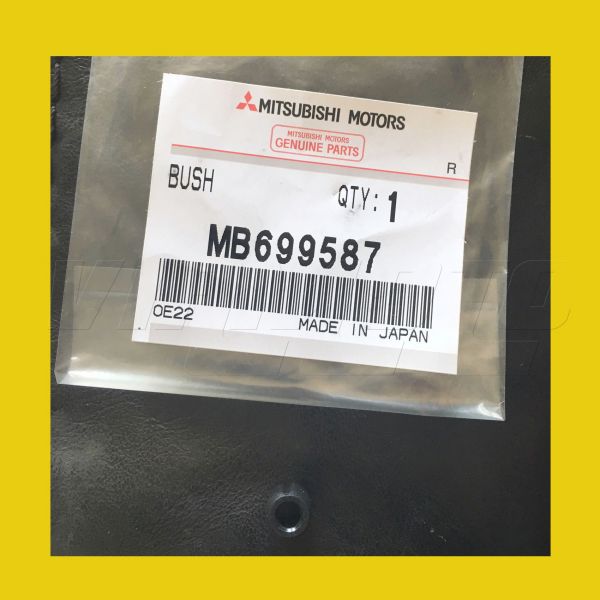 MITSUBISHI MOTORS
MITSUBISHI MOTORS
GENUINE PARTS
R
BUSH
QTY: 1
MB699587
OE22
MADE IN JAPAN